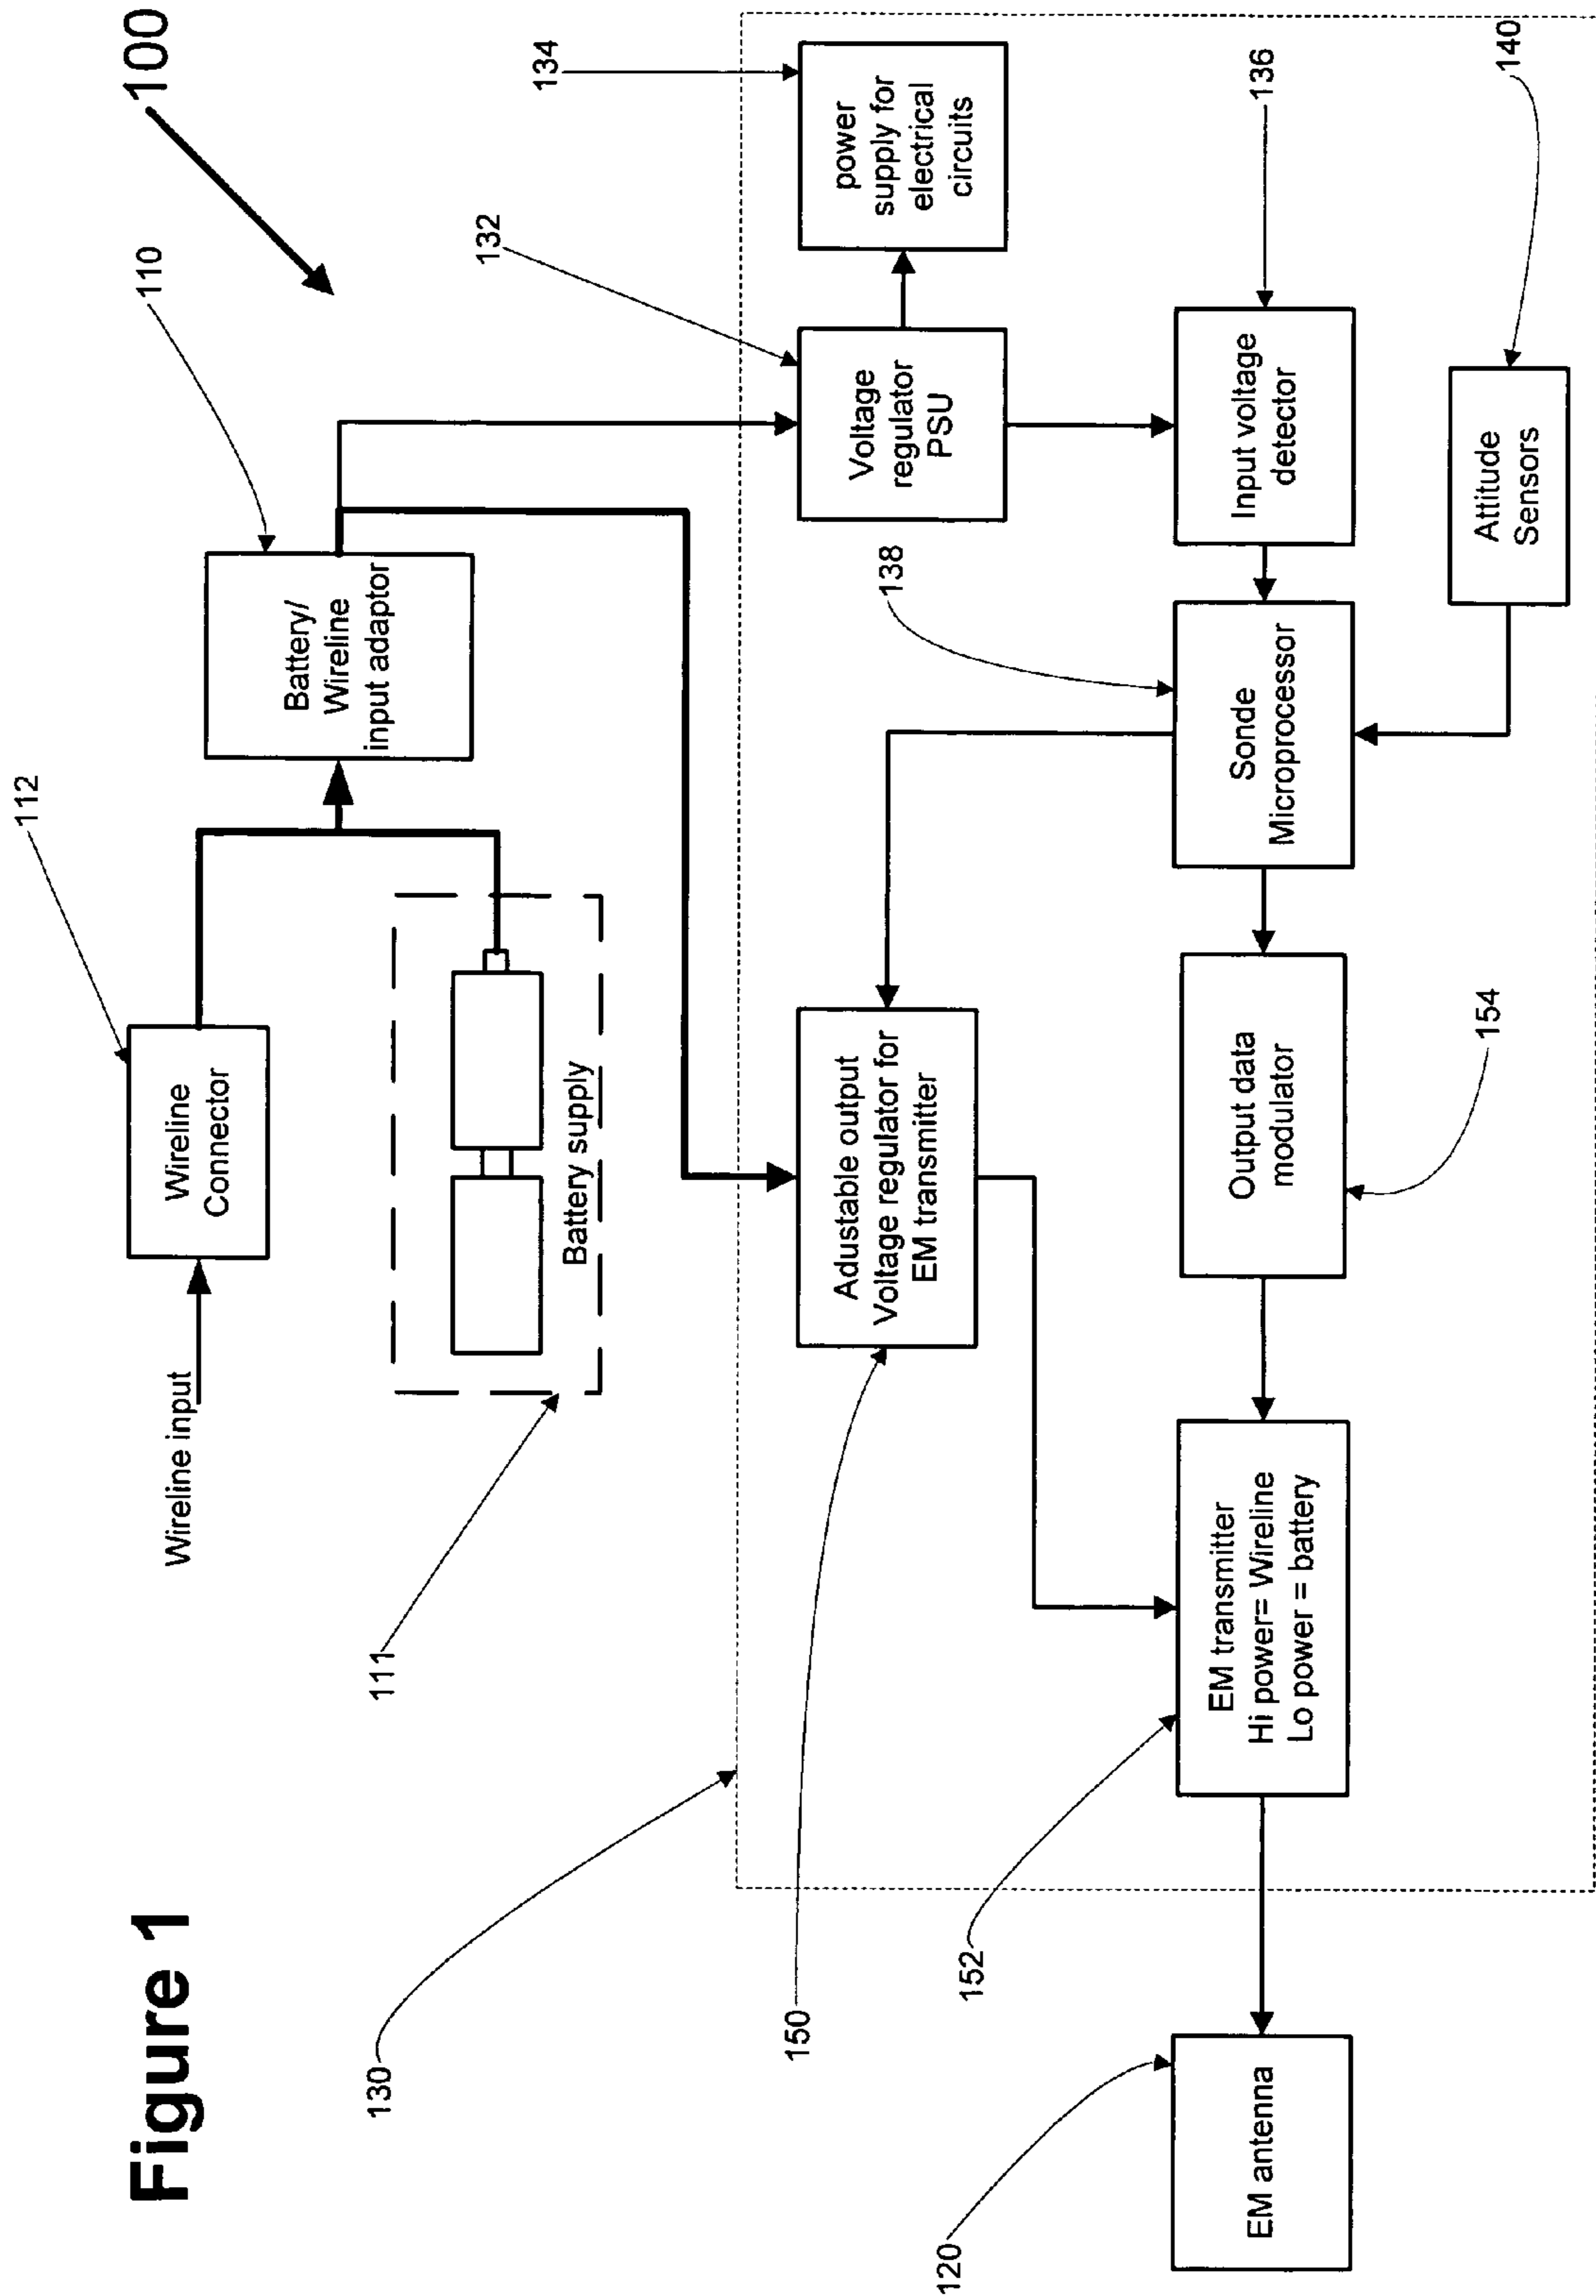 Figure 1
100
Wireline input
112
Wireline
Connector
110
Battery/
Wireline
input adaptor
111
Battery supply
130
132
134
Voltage
regulator
PSU
power
supply for
electrical
circuits
150
Adustable output
Voltage regulator for
EM transmitter
138
136
140
120
EM antenna
152
EM transmitter
Hi power= Wireline
Lo power = battery
Output data
modulator
154
Sonde
Microprocessor
Input voltage
detector
Attitude
Sensors